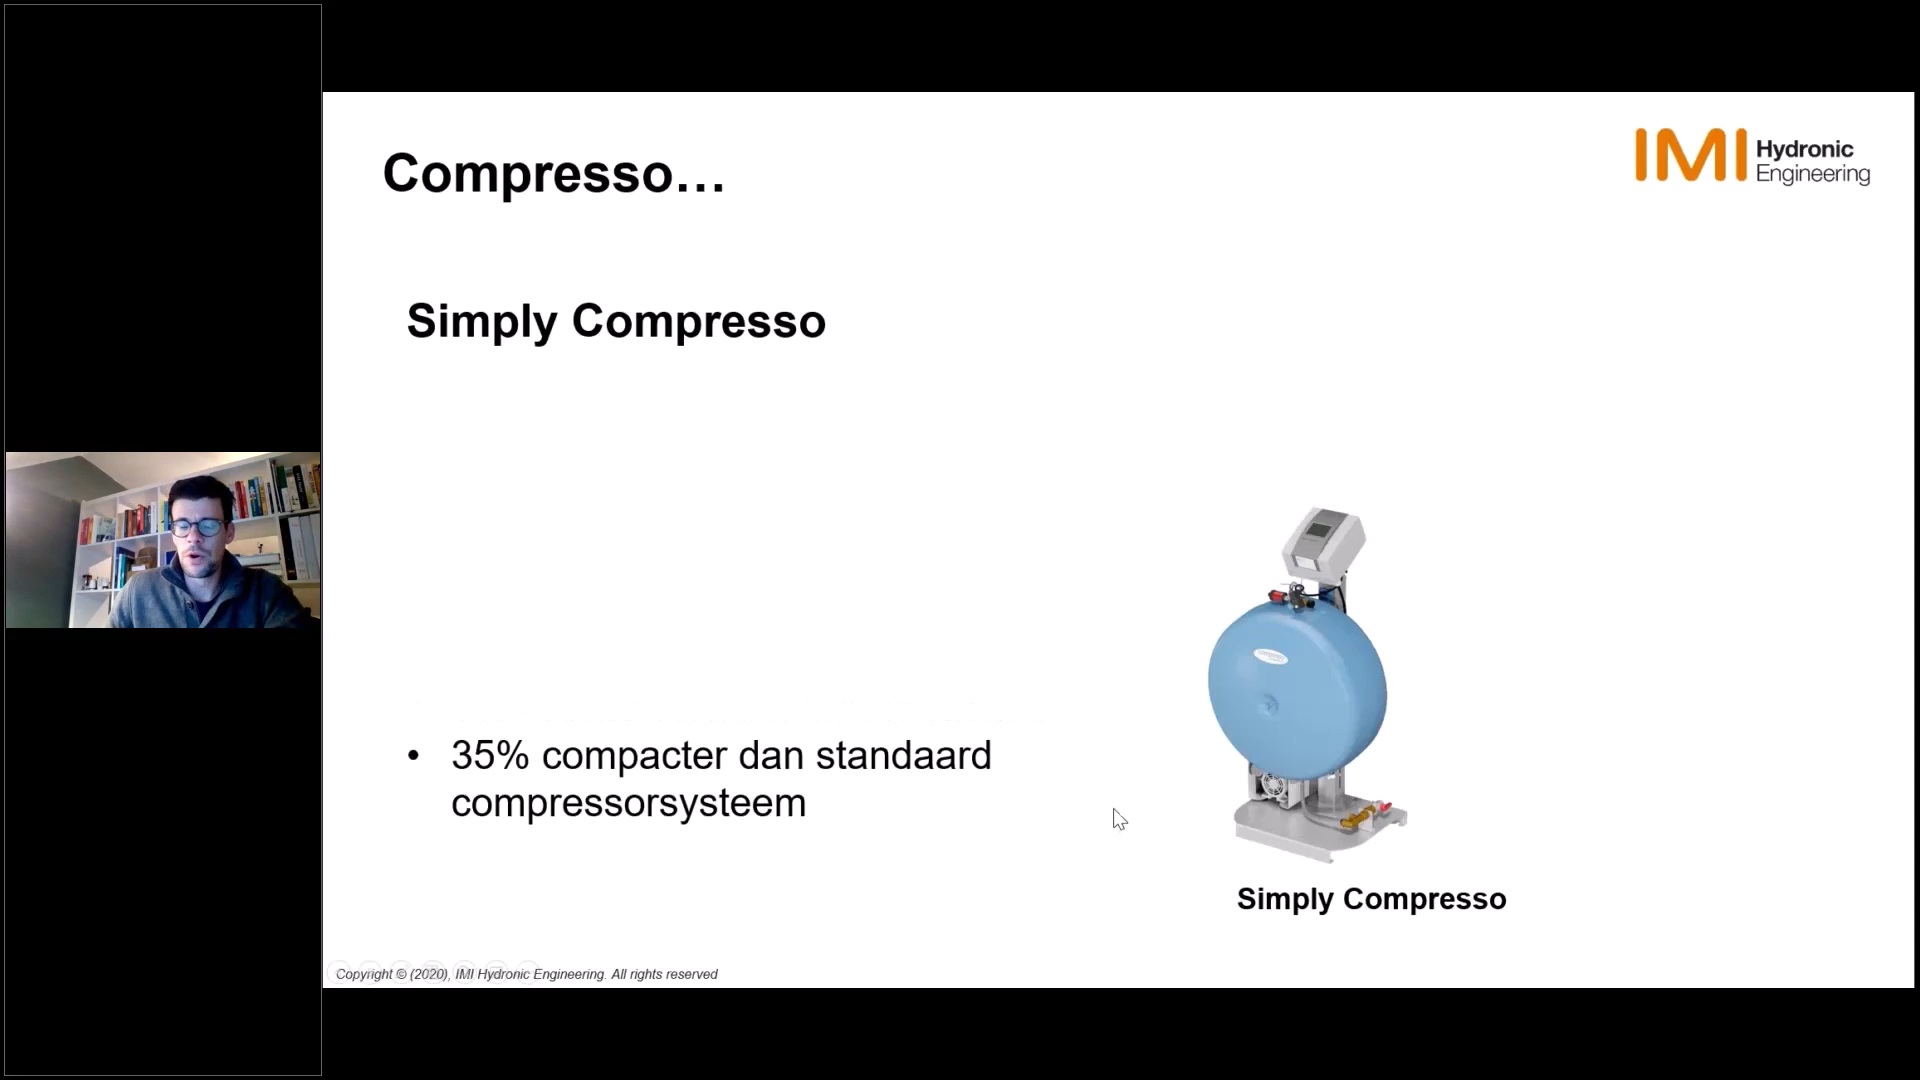 Compresso…
IMI Hydronic
Engineering
Simply Compresso
• 35% compacter dan standaard
compressorsysteem
Simply Compresso
Copyright © (2020), IMI Hydronic Engineering. All rights reserved